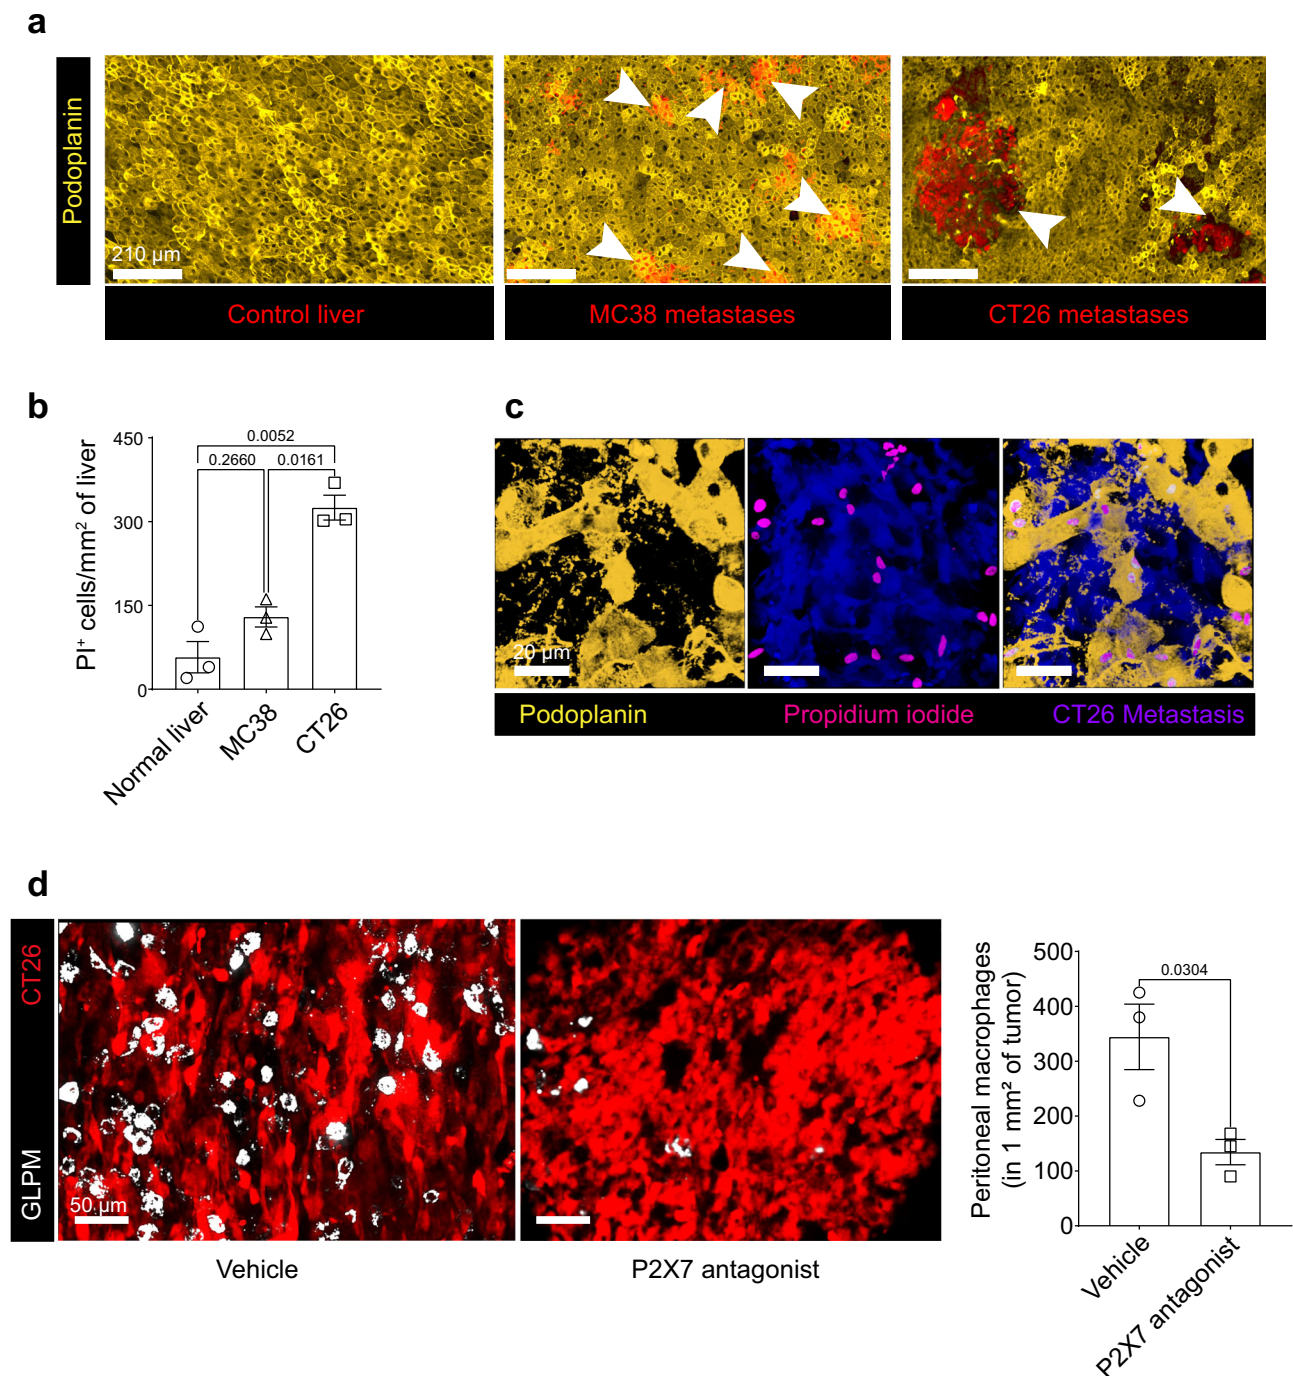 a
Podoplanin
210 µm
Control liver
MC38 metastases
CT26 metastases
b
PI⁺ cells/mm² of liver
450
300
150
0
0.0052
0.2660
0.0161
Normal liver
MC38
CT26
c
20 µm
Podoplanin
Propidium iodide
CT26 Metastasis
d
CT26
GLPM
50 µm
Vehicle
P2X7 antagonist
Peritoneal macrophages
(in 1 mm² of tumor)
500
400
300
200
100
0
0.0304
Vehicle
P2X7 antagonist